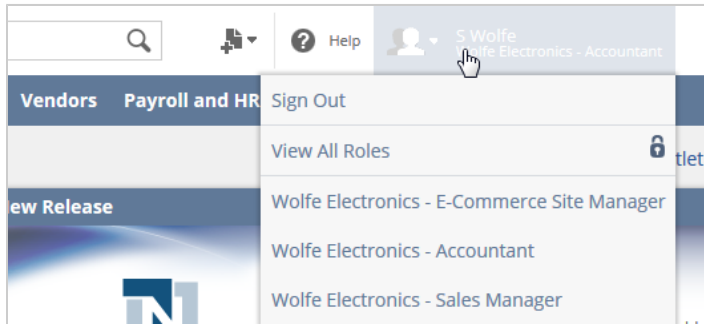 Help
S Wolfe
Wolfe Electronics - Accountant
Vendors Payroll and HR
Sign Out
View All Roles
tlet
ew Release
Wolfe Electronics - E-Commerce Site Manager
Wolfe Electronics - Accountant
Wolfe Electronics - Sales Manager
N